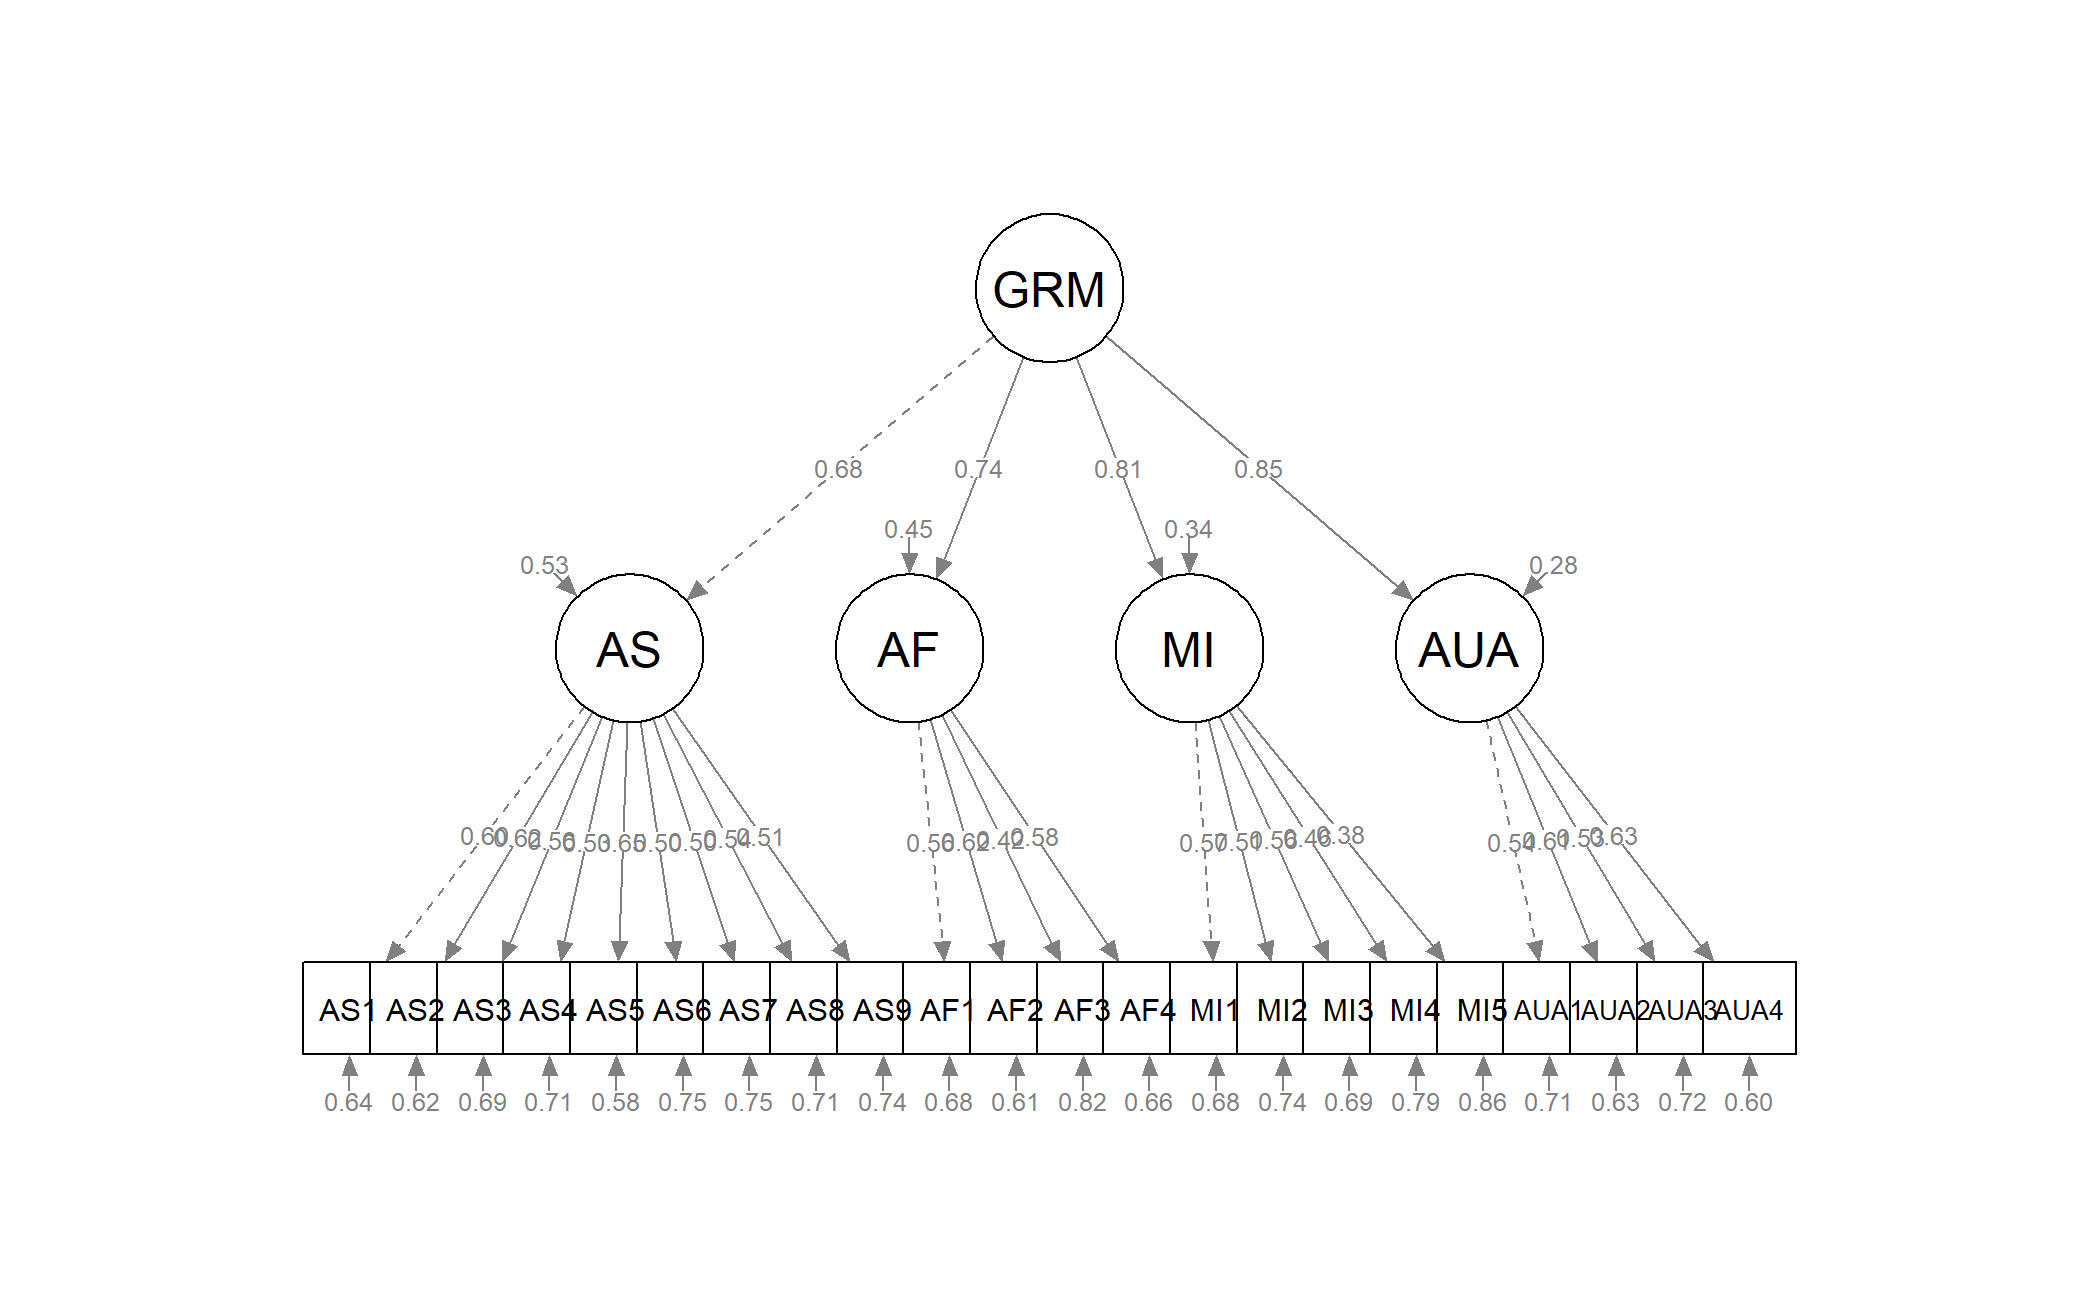 GRM
0.68 0.74 0.81 0.85
0.45 0.34
0.53 0.28
AS AF MI AUA
0.60 0.62 0.56 0.53 0.65 0.50 0.50 0.54 0.51 0.56 0.62 0.42 0.58 0.57 0.51 0.56 0.46 0.38 0.54 0.61 0.53 0.63
AS1 AS2 AS3 AS4 AS5 AS6 AS7 AS8 AS9 AF1 AF2 AF3 AF4 MI1 MI2 MI3 MI4 MI5 AUA1 AUA2 AUA3 AUA4
0.64 0.62 0.69 0.71 0.58 0.75 0.75 0.71 0.74 0.68 0.61 0.82 0.66 0.68 0.74 0.69 0.79 0.86 0.71 0.63 0.72 0.60